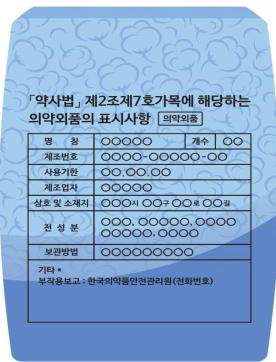 「약사법」 제2조제7호가목에 해당하는
의약외품의 표시사항 의약외품
명 칭 ○○○○○ 개수 ○○
제조번호 ○○○○-○○○○○-○○
사용기한 ○○.○○.○○
제조업자 ○○○○○
상호 및 소재지 ○○○시 ○○구 ○○로 ○○길
전 성 분 ○○○, ○○○○○, ○○○○
○○○○○, ○○○○
보관방법 ○○○○○○○○○○○○○
기타 *
부작용보고 : 한국의약품안전관리원(전화번호)